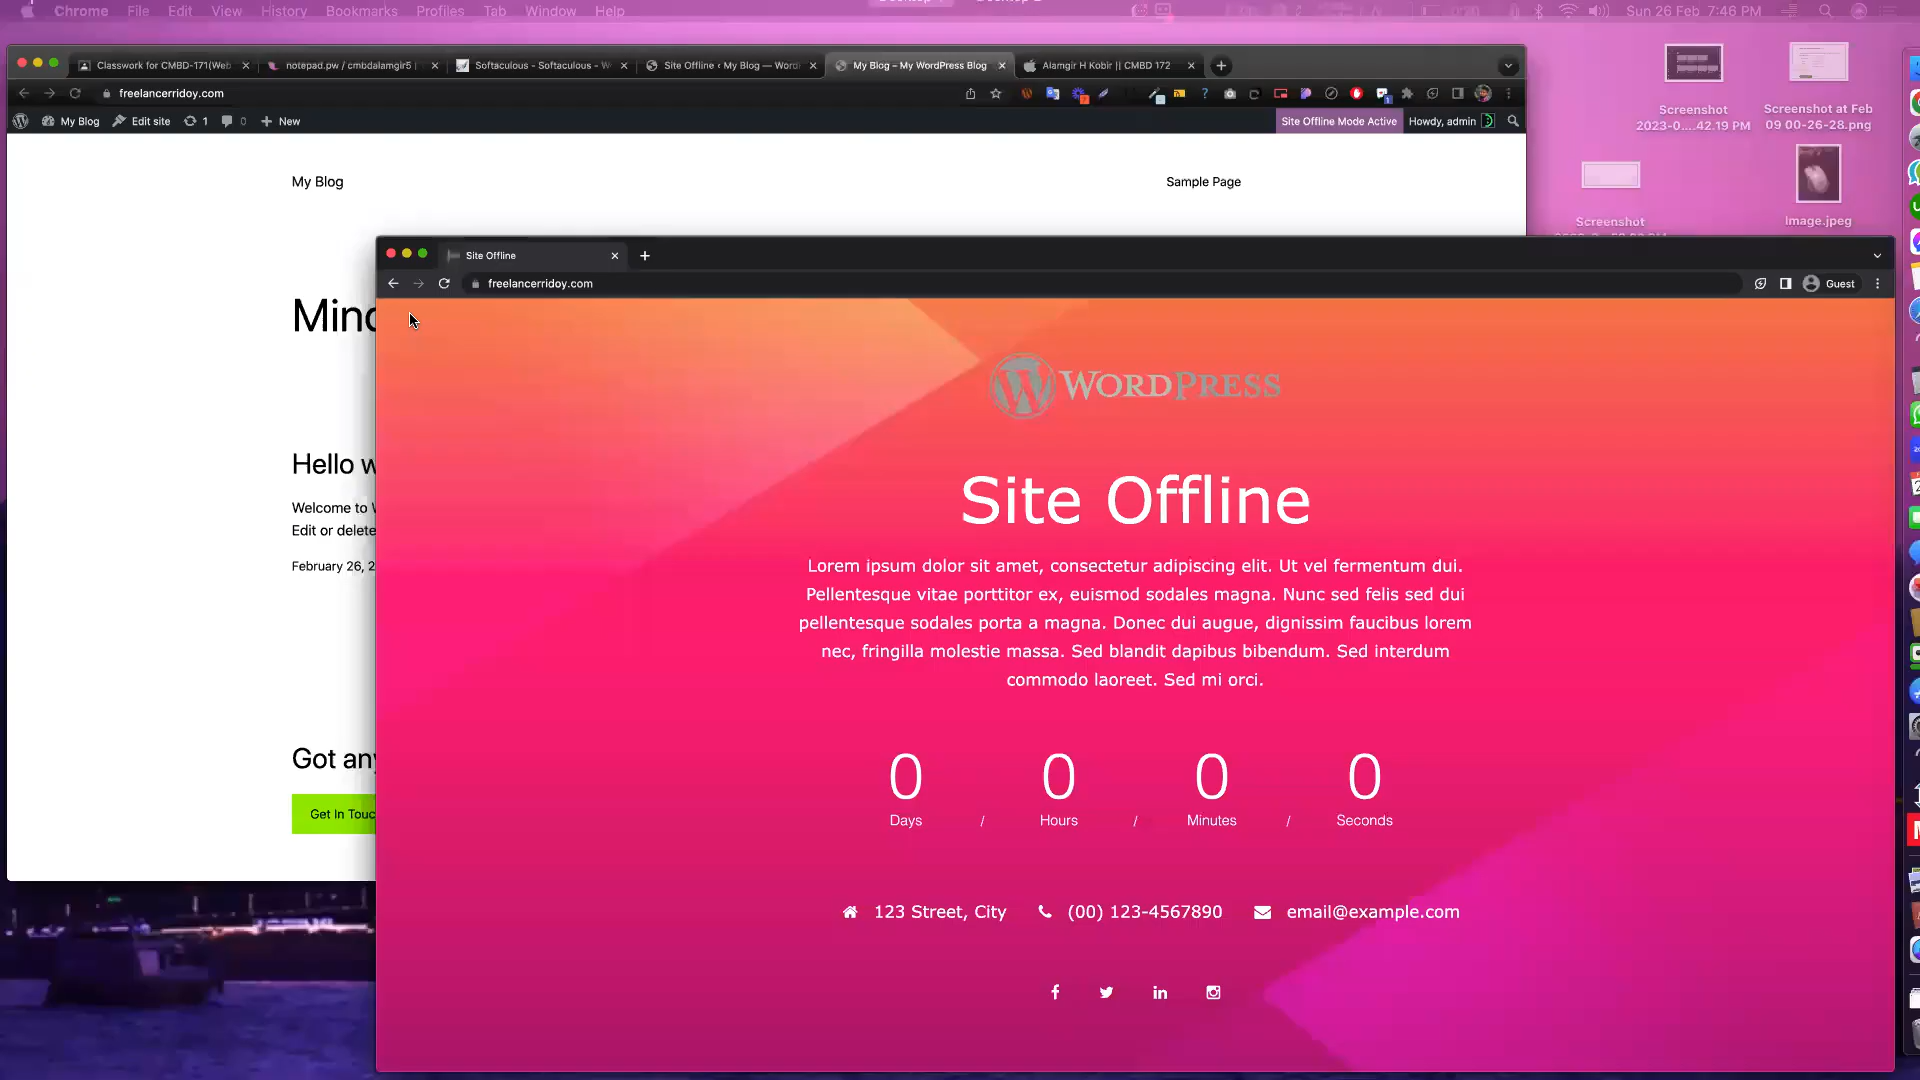 Chrome File Edit View History Bookmarks Profiles Tab Window Help
Sun 26 Feb 7:46 PM
Classwork for CMBD-171(Web
notepad.pw / cmbdalamgir5
Softaculous - Softaculous - W
Site Offline ‹ My Blog — Word
My Blog – My WordPress Blog
Alamgir H Kobir || CMBD 172
freelancerridoy.com
My Blog Edit site 1 0 New
Site Offline Mode Active Howdy, admin
Screenshot
2023-0....42.19 PM
Screenshot at Feb
09 00-26-28.png
Screenshot
Image.jpeg
My Blog
Sample Page
Hello
Welcome to
Edit or delete
February 26,
Got
Get In
Site Offline
freelancerridoy.com
Guest
WORDPRESS
Site Offline
Lorem ipsum dolor sit amet, consectetur adipiscing elit. Ut vel fermentum dui.
Pellentesque vitae porttitor ex, euismod sodales magna. Nunc sed felis sed dui
pellentesque sodales porta a magna. Donec dui augue, dignissim faucibus lorem
nec, fringilla molestie massa. Sed blandit dapibus bibendum. Sed interdum
commodo laoreet. Sed mi orci.
0 0 0 0
Days / Hours / Minutes / Seconds
123 Street, City (00) 123-4567890 email@example.com